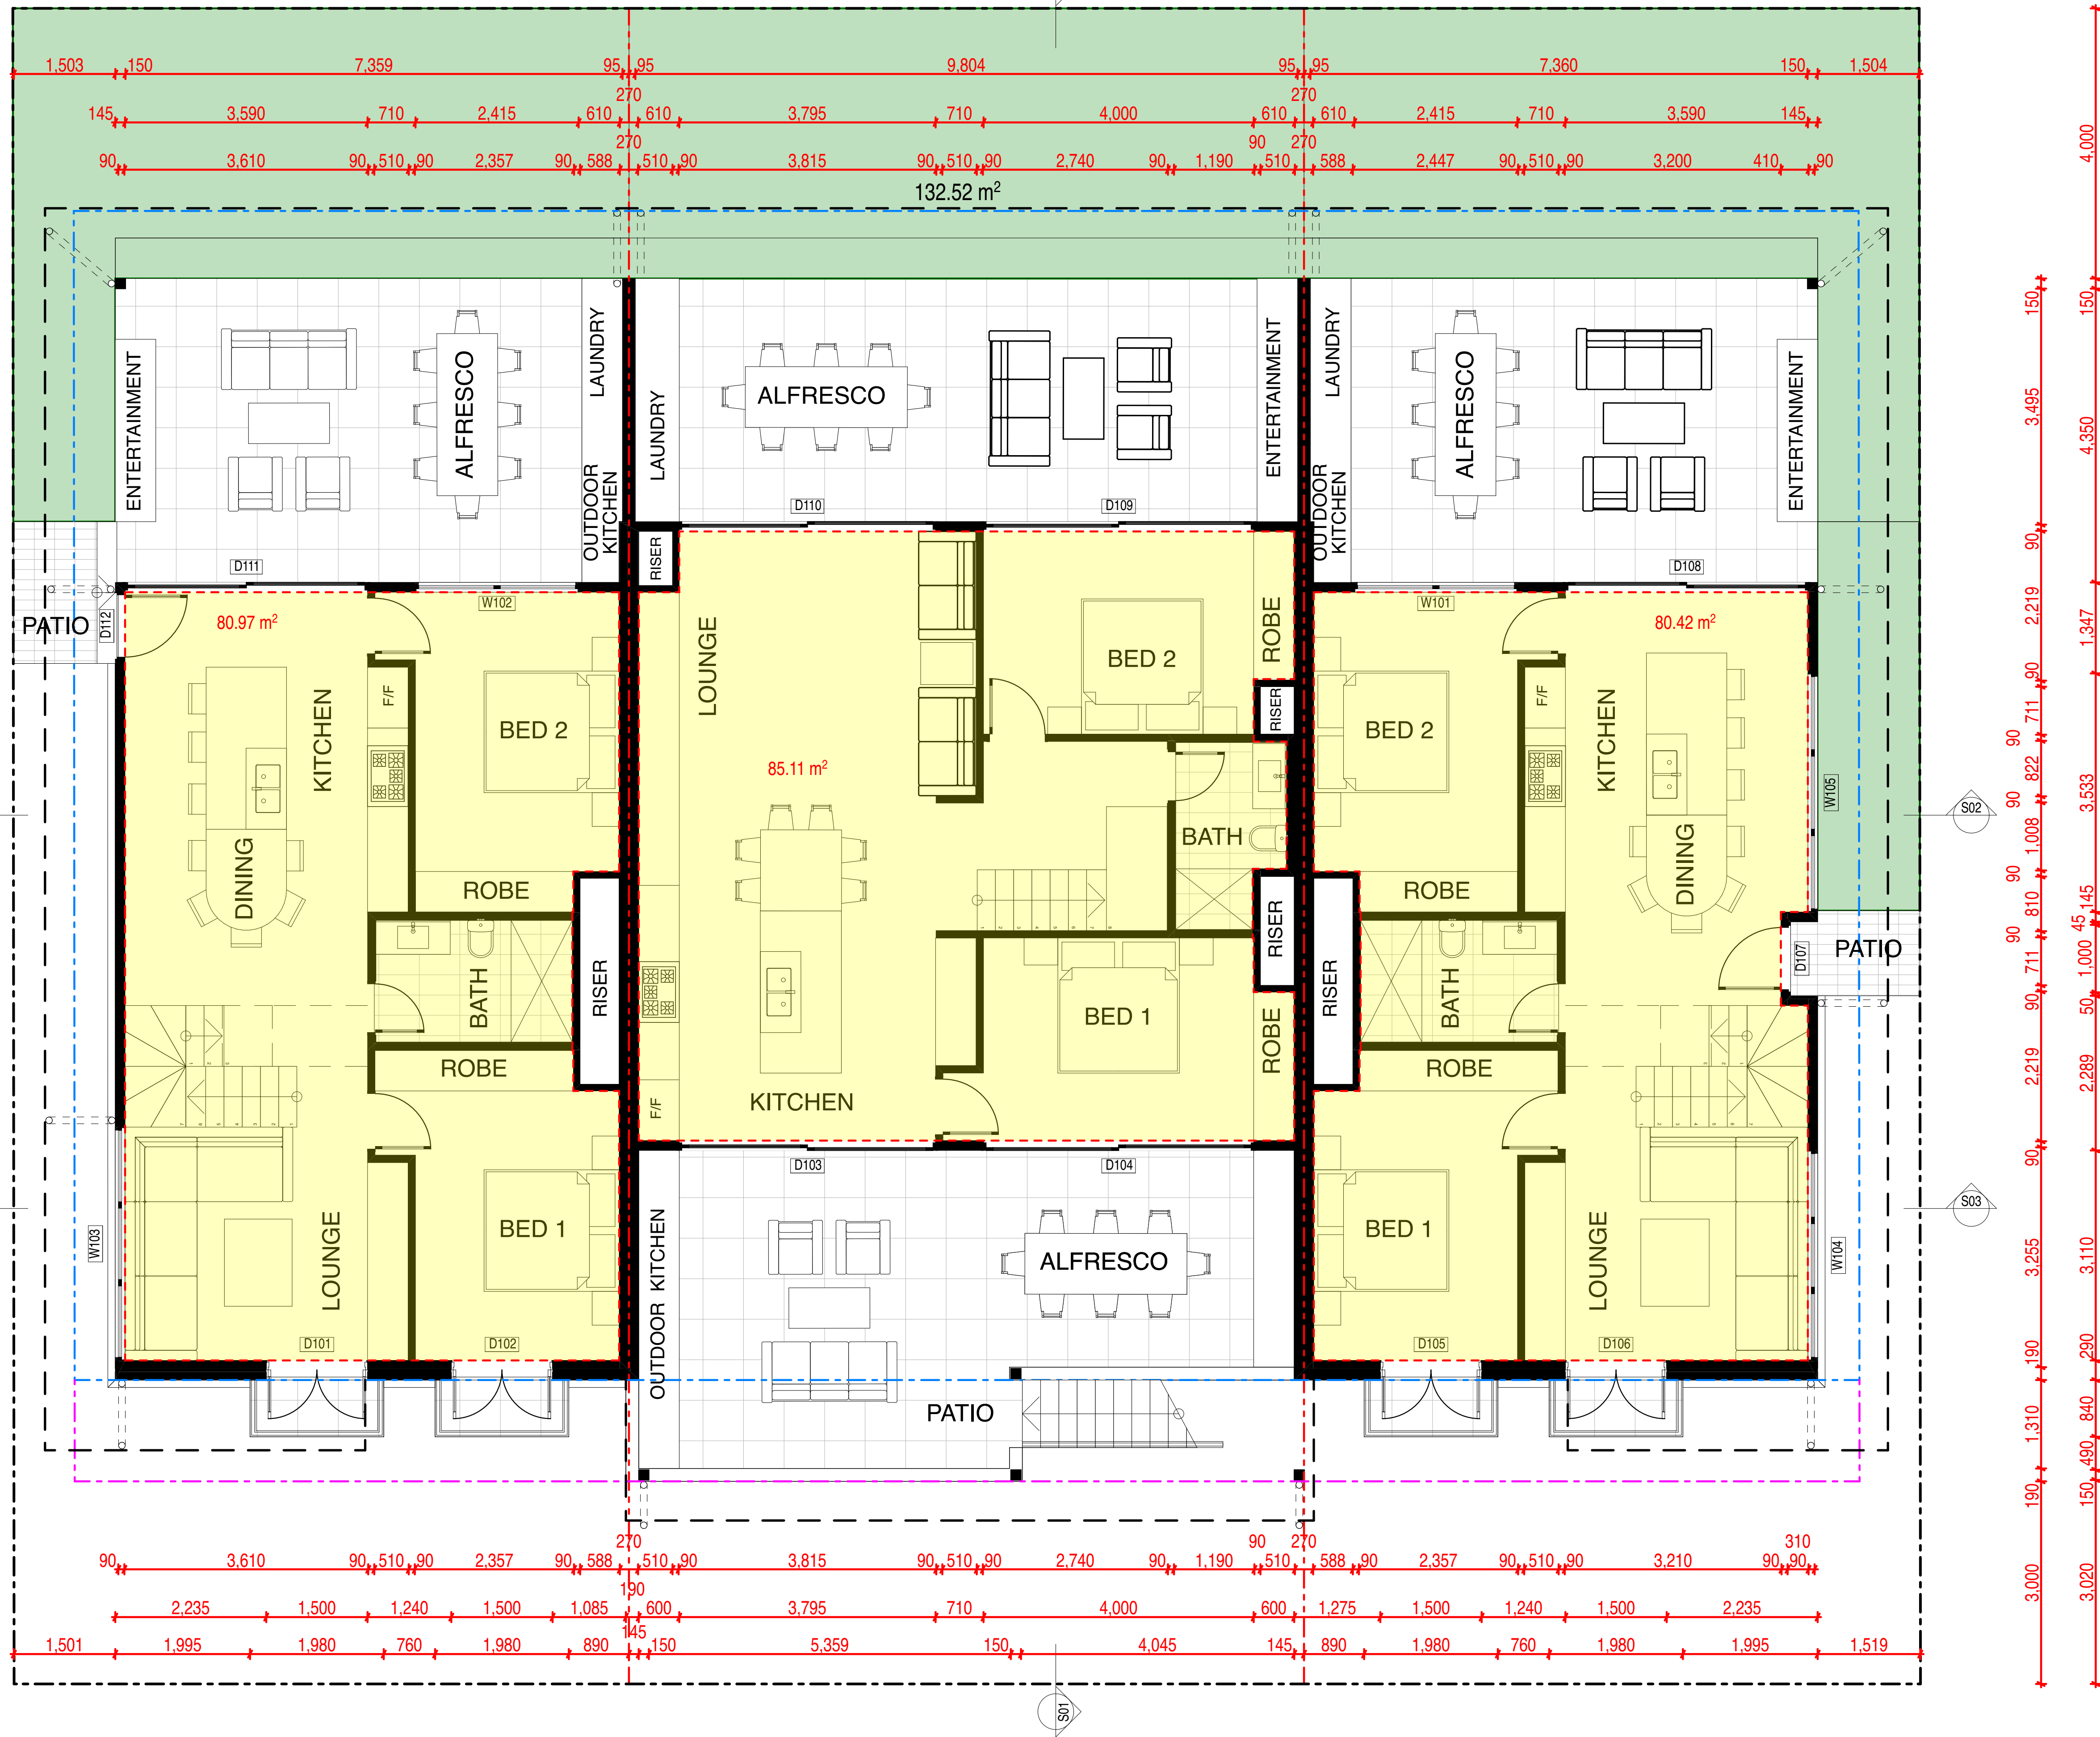 1,503 150 7,359 95 95 9,804 95 95 7,360 150 1,504
270 270
145 3,590 710 2,415 610 610 3,795 710 4,000 610 610 2,415 710 3,590 145
270 90 270
90 3,610 90 510 90 2,357 90 588 510 90 3,815 90 510 90 2,740 90 1,190 510 588 2,447 90 510 90 3,200 410 90
132.52 m²
ENTERTAINMENT
ALFRESCO
LAUNDRY
OUTDOOR
KITCHEN
LAUNDRY
ALFRESCO
ENTERTAINMENT
LAUNDRY
OUTDOOR
KITCHEN
ALFRESCO
ENTERTAINMENT
D110
D109
D111
D108
RISER
PATIO
D112
80.97 m²
W102
LOUNGE
BED 2
ROBE
W101
80.42 m²
F/F
KITCHEN
BED 2
RISER
BED 2
F/F
KITCHEN
85.11 m²
W105
S02
DINING
ROBE
BATH
ROBE
DINING
RISER
BATH
RISER
BED 1
RISER
BATH
D107
PATIO
ROBE
ROBE
ROBE
F/F
KITCHEN
D103
D104
W103
LOUNGE
BED 1
OUTDOOR KITCHEN
ALFRESCO
BED 1
LOUNGE
W104
S03
D101
D102
D105
D106
PATIO
270 90 270 310
90 3,610 90 510 90 2,357 90 588 510 90 3,815 90 510 90 2,740 90 1,190 510 588 90 2,357 90 510 90 3,210 90 90
190
2,235 1,500 1,240 1,500 1,085 600 3,795 710 4,000 600 1,275 1,500 1,240 1,500 2,235
145
1,501 1,995 1,980 760 1,980 890 150 5,359 150 4,045 145 890 1,980 760 1,980 1,995 1,519
S01
150
3,495
90
2,219
90
711
90
822
90
1,008
90
810
90
711
90
2,219
90
3,255
190
1,310
190
3,000
4,000
150
4,350
1,347
3,533
145
45
1,000
50
2,289
3,110
290
840
490
150
3,020